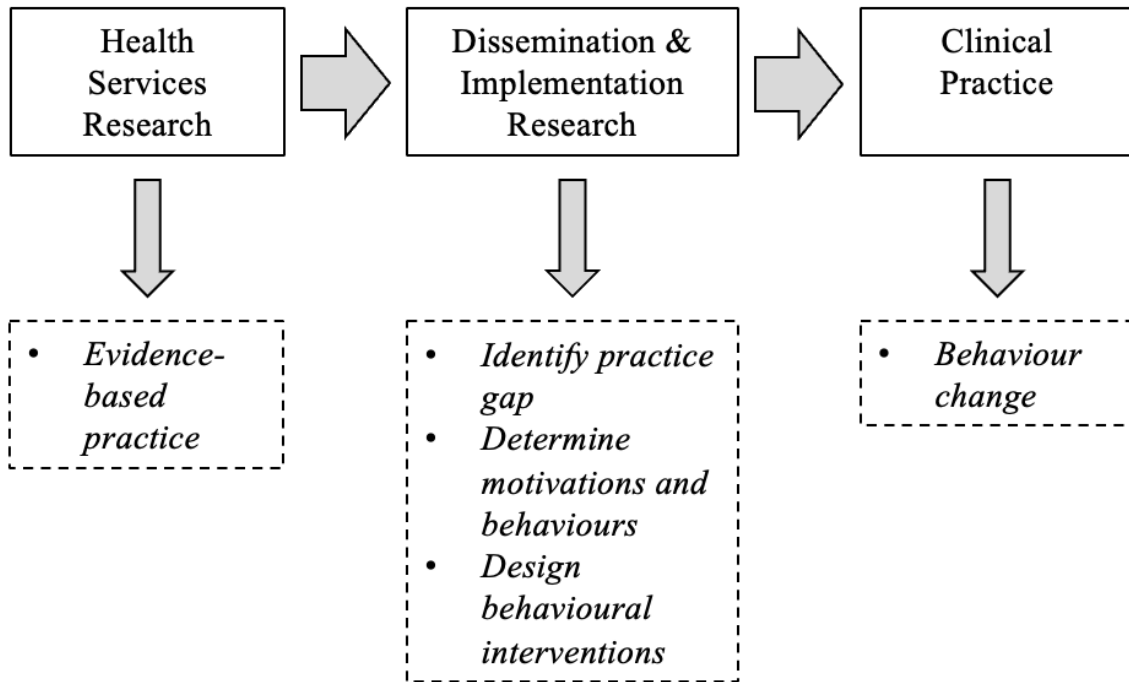 Health
Services
Research
Dissemination &
Implementation
Research
Clinical
Practice
• Evidence-
based
practice
• Identify practice
gap
• Determine
motivations and
behaviours
• Design
behavioural
interventions
• Behaviour
change